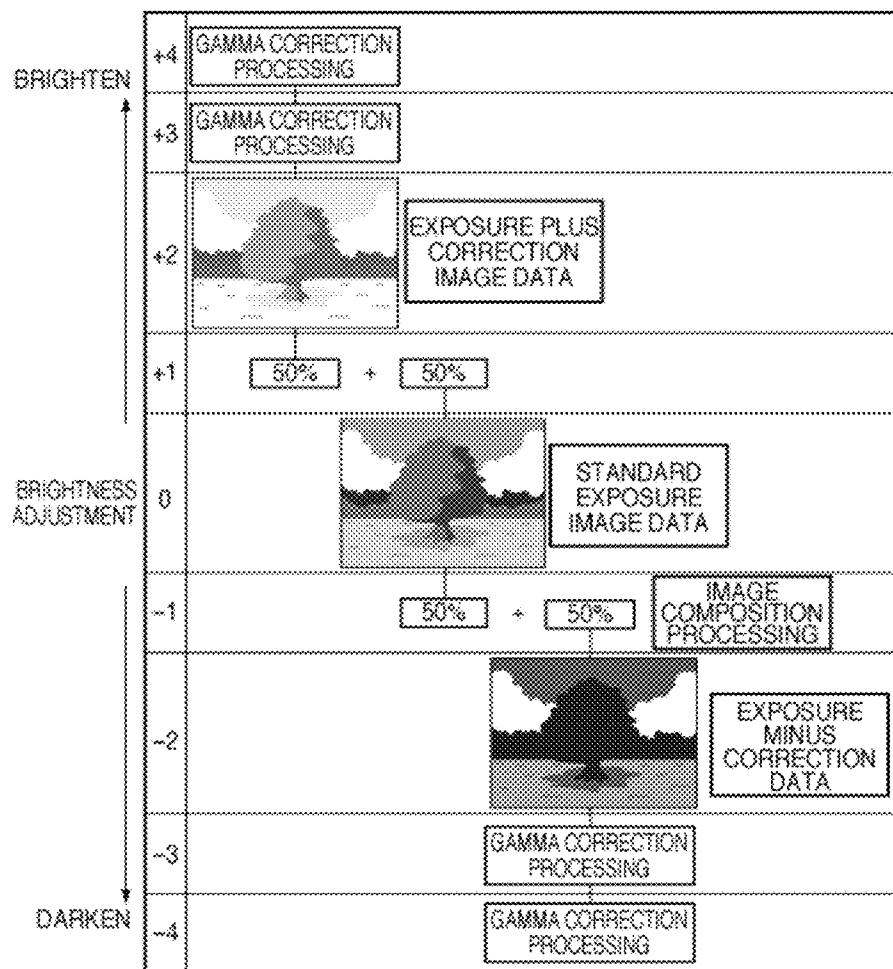 +4
GAMMA CORRECTION
PROCESSING
BRIGHTEN
+3
GAMMA CORRECTION
PROCESSING
+2
EXPOSURE PLUS
CORRECTION
IMAGE DATA
+1
50% + 50%
BRIGHTNESS
ADJUSTMENT
0
STANDARD
EXPOSURE
IMAGE DATA
-1
50% + 50%
IMAGE
COMPOSITION
PROCESSING
-2
EXPOSURE
MINUS
CORRECTION
DATA
-3
GAMMA CORRECTION
PROCESSING
DARKEN
-4
GAMMA CORRECTION
PROCESSING